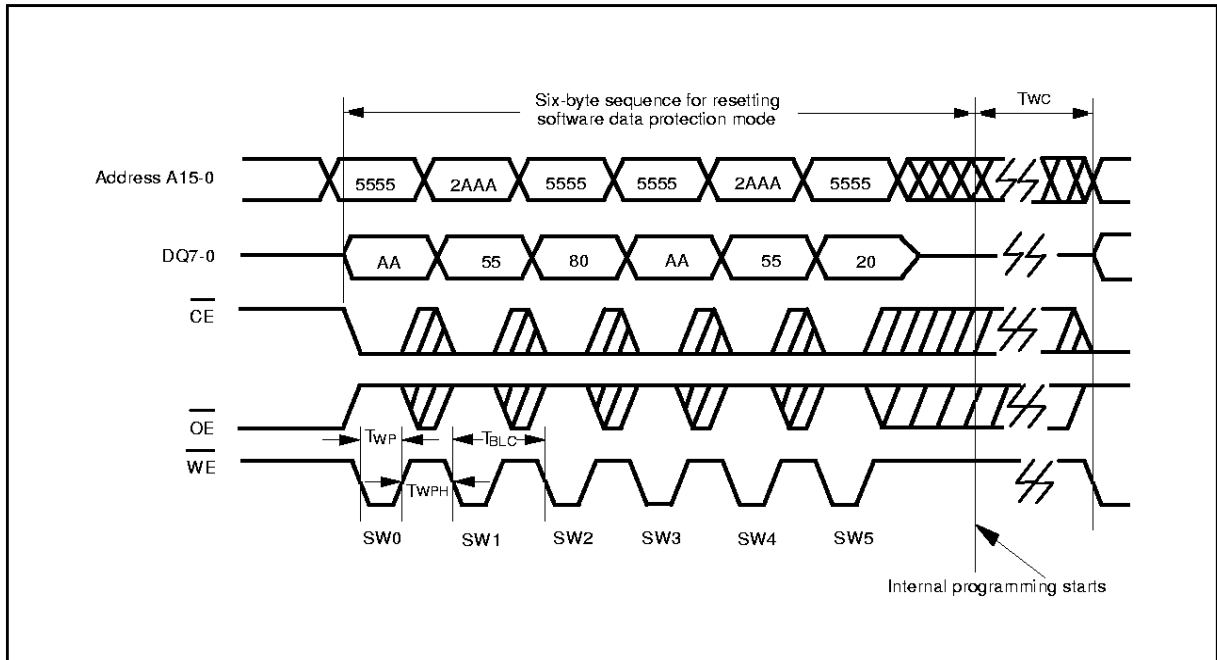 Six-byte sequence for resetting
software data protection mode
TWC
Address A15-0
5555 2AAA 5555 5555 2AAA 5555
DQ7-0
AA 55 80 AA 55 20
CE
OE
TWP TBLC
WE
TWPH
SW0 SW1 SW2 SW3 SW4 SW5
Internal programming starts